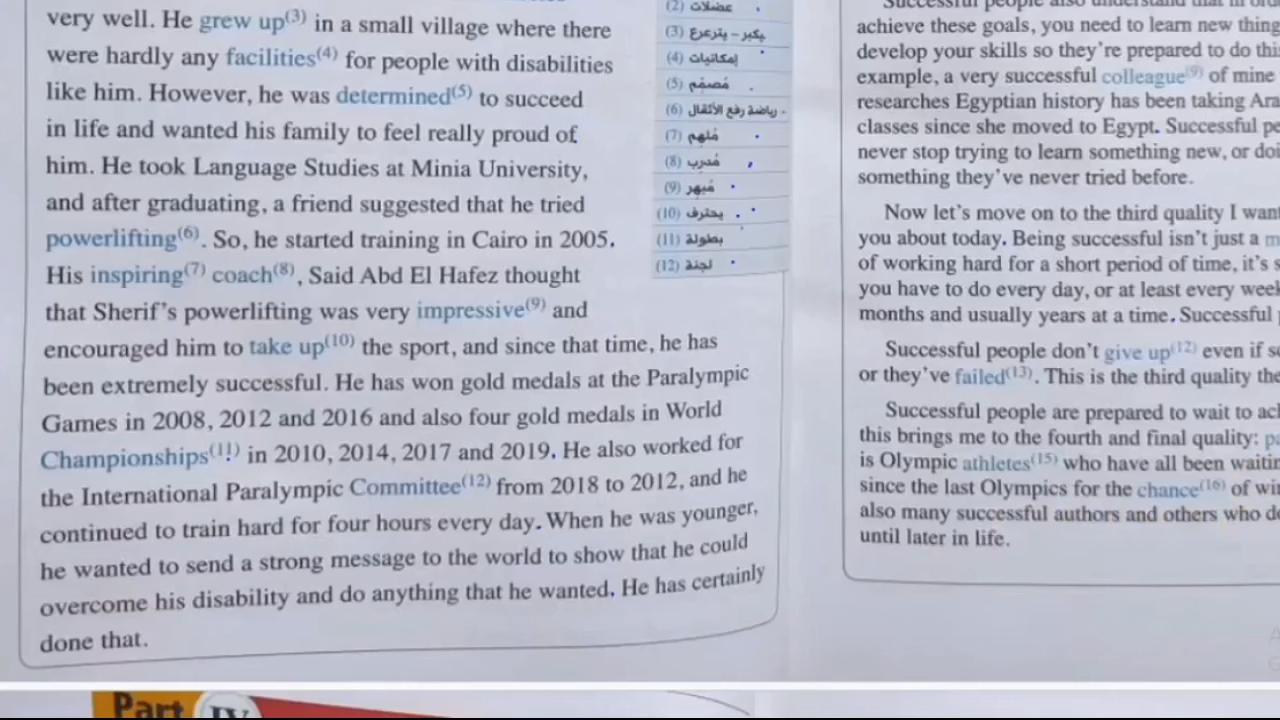 very well. He grew up(3) in a small village where there
were hardly any facilities(4) for people with disabilities
like him. However, he was determined(5) to succeed
in life and wanted his family to feel really proud of
him. He took Language Studies at Minia University,
and after graduating, a friend suggested that he tried
powerlifting(6). So, he started training in Cairo in 2005.
His inspiring(7) coach(8), Said Abd El Hafez thought
that Sherif's powerlifting was very impressive(9) and
encouraged him to take up(10) the sport, and since that time, he has
been extremely successful. He has won gold medals at the Paralympic
Games in 2008, 2012 and 2016 and also four gold medals in World
Championships(11) in 2010, 2014, 2017 and 2019. He also worked for
the International Paralympic Committee(12) from 2018 to 2012, and he
continued to train hard for four hours every day. When he was younger,
he wanted to send a strong message to the world to show that he could
overcome his disability and do anything that he wanted. He has certainly
done that.
(2) عضلات
(3) يكبر – يترعرع
(4) إمكانيات
(5) مُصمّم
(6) رياضة رفع الأثقال
(7) مُلهم
(8) مُدرب
(9) مُبهر
(10) يحترف
(11) بطولة
(12) لجنة
Successful people also understand that in
achieve these goals, you need to learn new
develop your skills so they're prepared to do
example, a very successful colleague(9) of mine
researches Egyptian history has been taking
classes since she moved to Egypt. Successful
never stop trying to learn something new, or
something they've never tried before.
Now let's move on to the third quality I
you about today. Being successful isn't just a
of working hard for a short period of time, it's
you have to do every day, or at least every
months and usually years at a time. Successful
Successful people don't give up(12) even if
or they've failed(13). This is the third quality
Successful people are prepared to wait to
this brings me to the fourth and final quality:
is Olympic athletes(15) who have all been
since the last Olympics for the chance(16) of
also many successful authors and others who
until later in life.
Part IV